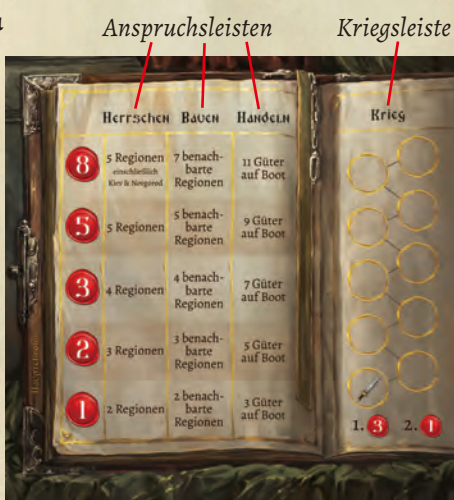 Anspruchsleisten
Kriegsleiste
Herrschen Bauen Handeln
8
5 Regionen
einschließlich
Kiev & Novgorod
7 benach-
barte
Regionen
11 Güter
auf Boot
5
5 Regionen
5 benach-
barte
Regionen
9 Güter
auf Boot
3
4 Regionen
4 benach-
barte
Regionen
7 Güter
auf Boot
2
3 Regionen
3 benach-
barte
Regionen
5 Güter
auf Boot
1
2 Regionen
2 benach-
barte
Regionen
3 Güter
auf Boot
Krieg
1. 3 2. 1